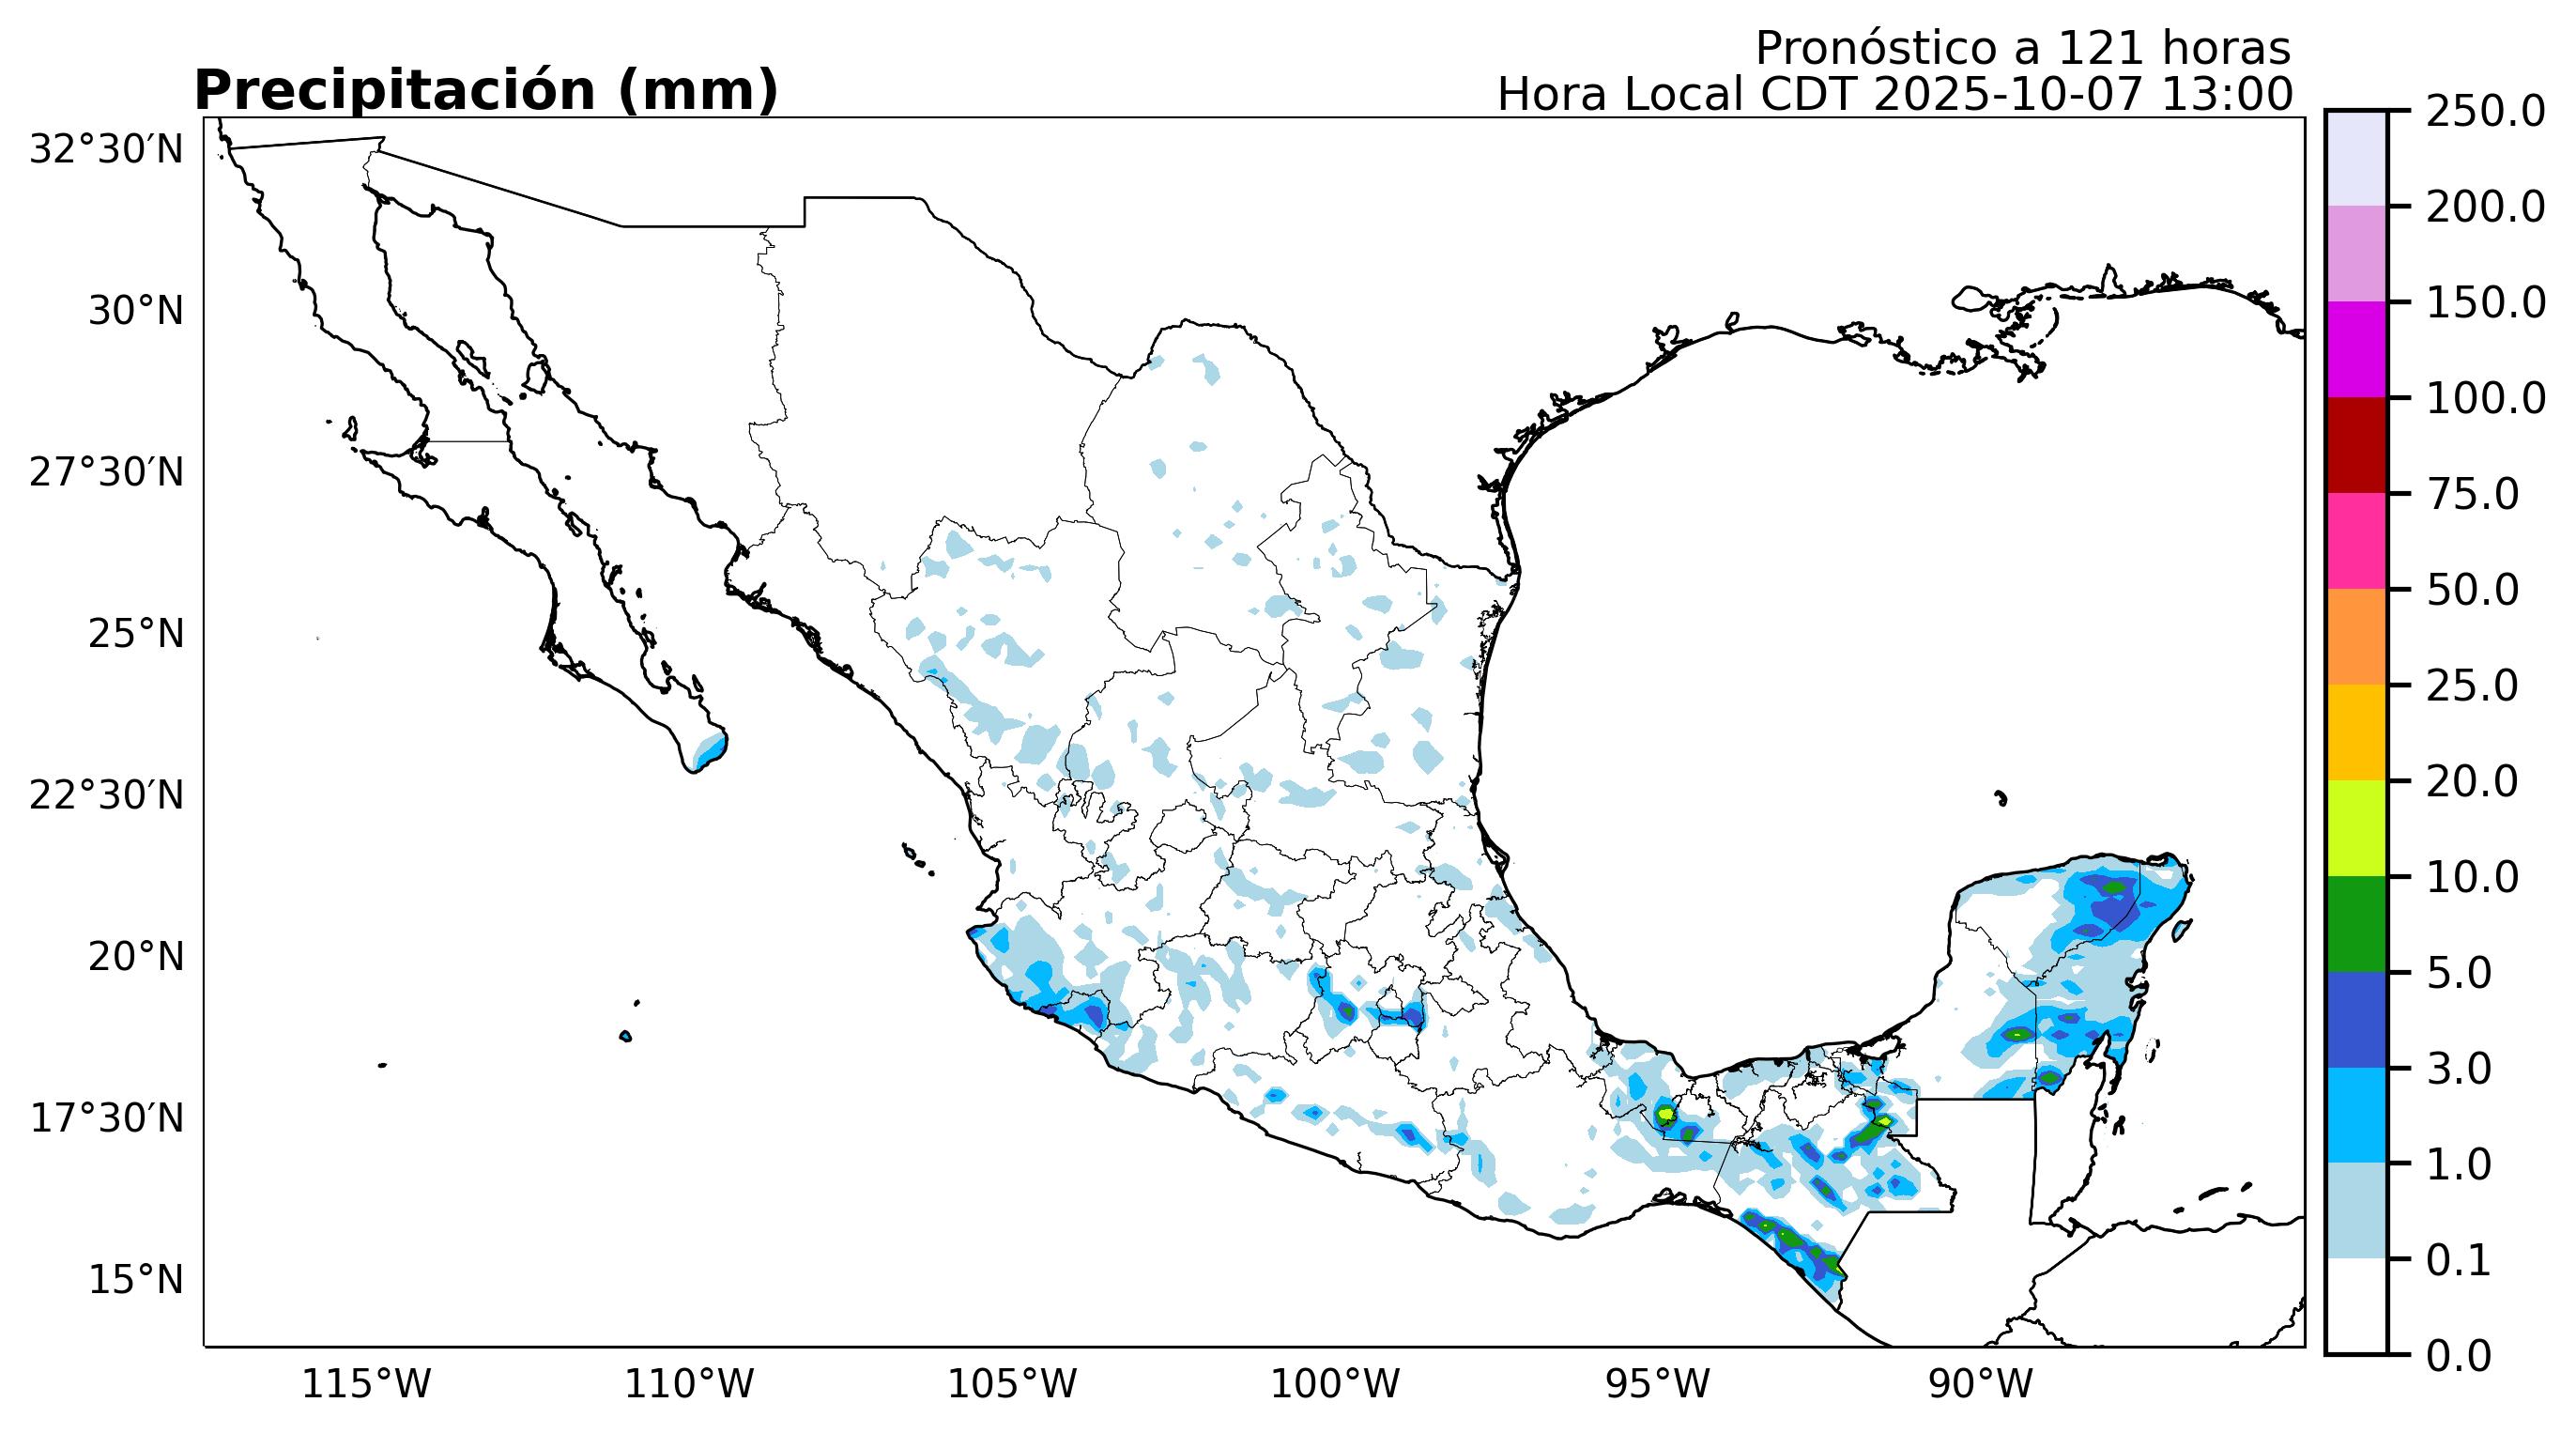 Pronóstico a 121 horas
Precipitación (mm)
Hora Local CDT 2025-10-07 13:00
32°30′N
30°N
27°30′N
25°N
22°30′N
20°N
17°30′N
15°N
115°W
110°W
105°W
100°W
95°W
90°W
250.0
200.0
150.0
100.0
75.0
50.0
25.0
20.0
10.0
5.0
3.0
1.0
0.1
0.0